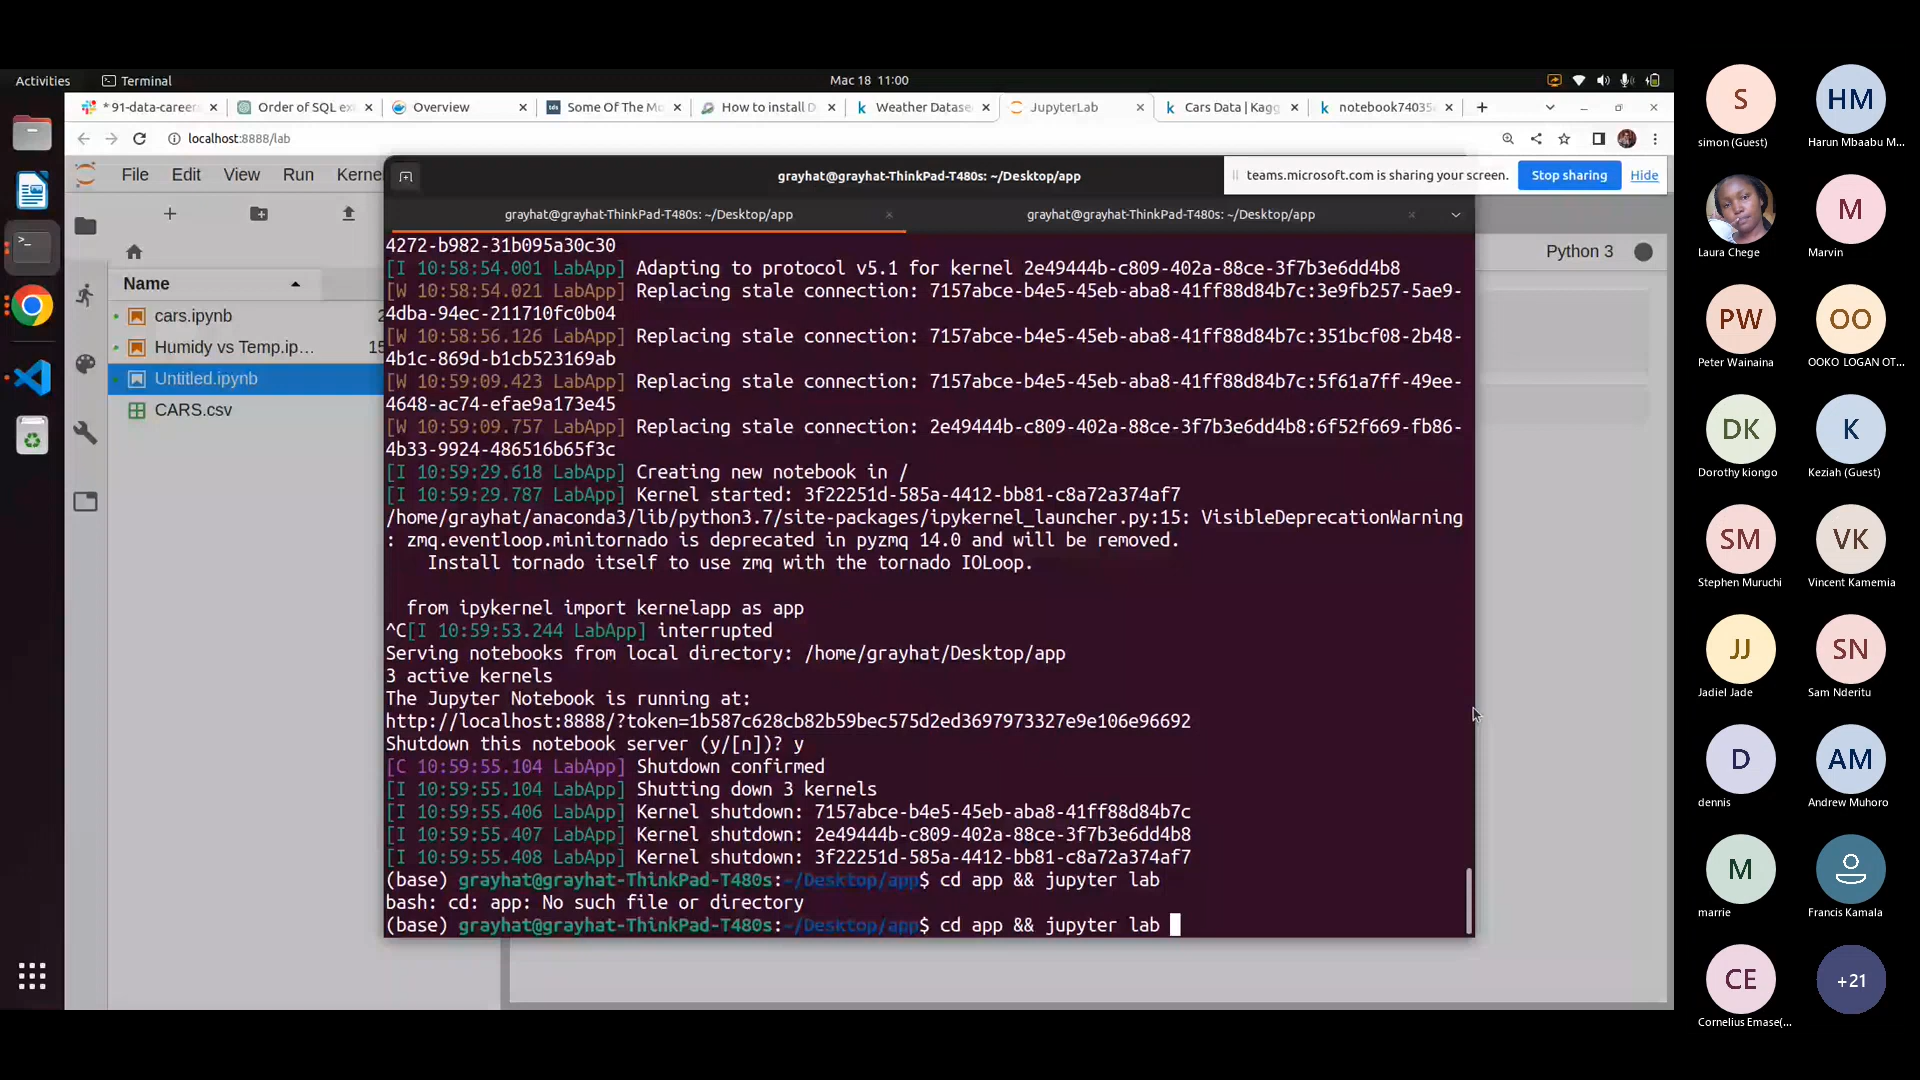 Activities
Terminal
Mac 18 11:00
* 91-data-career
Order of SQL ex
Overview
Some Of The Mo
How to install D
Weather Datase
JupyterLab
Cars Data | Kagg
notebook74035
localhost:8888/lab
File Edit View Run Kerne
grayhat@grayhat-ThinkPad-T480s: ~/Desktop/app
teams.microsoft.com is sharing your screen.
Stop sharing
Hide
grayhat@grayhat-ThinkPad-T480s: ~/Desktop/app
grayhat@grayhat-ThinkPad-T480s: ~/Desktop/app
Python 3
Name
cars.ipynb
2
Humidy vs Temp.ip...
15
Untitled.ipynb
CARS.csv
4272-b982-31b095a30c30
[I 10:58:54.001 LabApp] Adapting to protocol v5.1 for kernel 2e49444b-c809-402a-88ce-3f7b3e6dd4b8
[W 10:58:54.021 LabApp] Replacing stale connection: 7157abce-b4e5-45eb-aba8-41ff88d84b7c:3e9fb257-5ae9-
4dba-94ec-211710fc0b04
[W 10:58:56.126 LabApp] Replacing stale connection: 7157abce-b4e5-45eb-aba8-41ff88d84b7c:351bcf08-2b48-
4b1c-869d-b1cb523169ab
[W 10:59:09.423 LabApp] Replacing stale connection: 7157abce-b4e5-45eb-aba8-41ff88d84b7c:5f61a7ff-49ee-
4648-ac74-efae9a173e45
[W 10:59:09.757 LabApp] Replacing stale connection: 2e49444b-c809-402a-88ce-3f7b3e6dd4b8:6f52f669-fb86-
4b33-9924-486516b65f3c
[I 10:59:29.618 LabApp] Creating new notebook in /
[I 10:59:29.787 LabApp] Kernel started: 3f22251d-585a-4412-bb81-c8a72a374af7
/home/grayhat/anaconda3/lib/python3.7/site-packages/ipykernel_launcher.py:15: VisibleDeprecationWarning
: zmq.eventloop.minitornado is deprecated in pyzmq 14.0 and will be removed.
Install tornado itself to use zmq with the tornado IOLoop.
from ipykernel import kernelapp as app
^C[I 10:59:53.244 LabApp] interrupted
Serving notebooks from local directory: /home/grayhat/Desktop/app
3 active kernels
The Jupyter Notebook is running at:
http://localhost:8888/?token=1b587c628cb82b59bec575d2ed3697973327e9e106e96692
Shutdown this notebook server (y/[n])? y
[C 10:59:55.104 LabApp] Shutdown confirmed
[I 10:59:55.104 LabApp] Shutting down 3 kernels
[I 10:59:55.406 LabApp] Kernel shutdown: 7157abce-b4e5-45eb-aba8-41ff88d84b7c
[I 10:59:55.407 LabApp] Kernel shutdown: 2e49444b-c809-402a-88ce-3f7b3e6dd4b8
[I 10:59:55.408 LabApp] Kernel shutdown: 3f22251d-585a-4412-bb81-c8a72a374af7
(base) grayhat@grayhat-ThinkPad-T480s:~/Desktop/app$ cd app && jupyter lab
bash: cd: app: No such file or directory
(base) grayhat@grayhat-ThinkPad-T480s:~/Desktop/app$ cd app && jupyter lab
S
simon (Guest)
HM
Harun Mbaabu M...
Laura Chege
M
Marvin
PW
Peter Wainaina
OO
OOKO LOGAN OT...
DK
Dorothy kiongo
K
Keziah (Guest)
SM
Stephen Muruchi
VK
Vincent Kamemia
JJ
Jadiel Jade
SN
Sam Nderitu
D
dennis
AM
Andrew Muhoro
M
marrie
Francis Kamala
CE
Cornelius Emase(...
+21